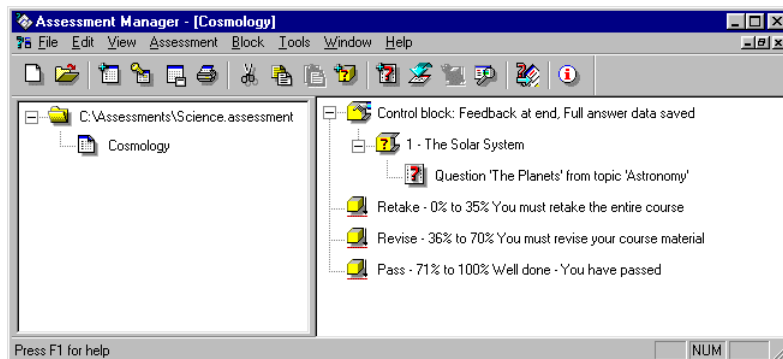 Assessment Manager - [Cosmology]
File Edit View Assessment Block Tools Window Help
C:\Assessments\Science.assessment
Cosmology
Control block: Feedback at end, Full answer data saved
1 - The Solar System
Question 'The Planets' from topic 'Astronomy'
Retake - 0% to 35% You must retake the entire course
Revise - 36% to 70% You must revise your course material
Pass - 71% to 100% Well done - You have passed
Press F1 for help
NUM